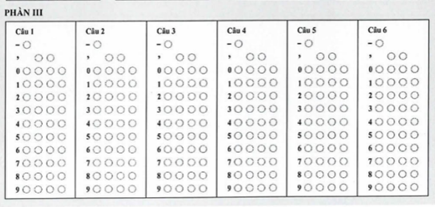 PHẦN III
Câu 1 Câu 2 Câu 3 Câu 4 Câu 5 Câu 6
- - - - - -
, , , , , ,
0 0 0 0 0 0
1 1 1 1 1 1
2 2 2 2 2 2
3 3 3 3 3 3
4 4 4 4 4 4
5 5 5 5 5 5
6 6 6 6 6 6
7 7 7 7 7 7
8 8 8 8 8 8
9 9 9 9 9 9